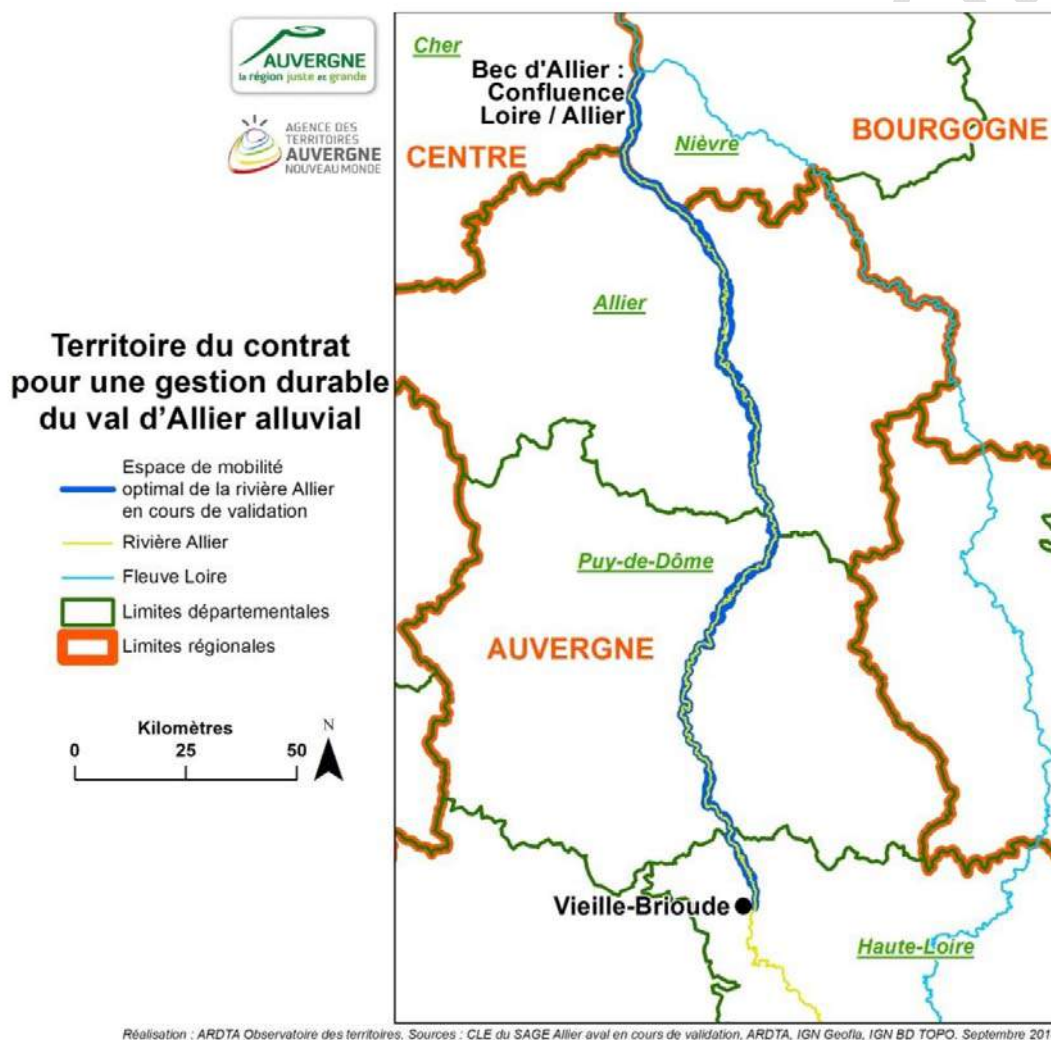 AUVERGNE
la région juste et grande
AGENCE DES
TERRITOIRES
AUVERGNE
NOUVEAU MONDE
Cher
Bec d'Allier :
Confluence
Loire / Allier
Nièvre
BOURGOGNE
CENTRE
Allier
Territoire du contrat
pour une gestion durable
du val d'Allier alluvial
Espace de mobilité
optimal de la rivière Allier
en cours de validation
Rivière Allier
Fleuve Loire
Limites départementales
Limites régionales
Puy-de-Dôme
AUVERGNE
Kilomètres
0 25 50
N
Vieille-Brioude
Haute-Loire
Réalisation : ARDTA Observatoire des territoires, Sources : CLE du SAGE Allier aval en cours de validation, ARDTA, IGN Geofla, IGN BD TOPO. Septembre 201